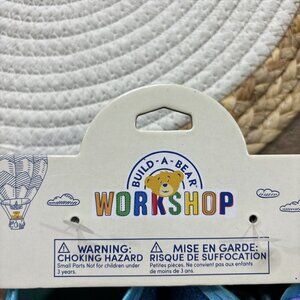 BUILD-A-BEAR
WORKSHOP
WARNING:
CHOKING HAZARD
Small Parts Not for children under
3 years.
MISE EN GARDE:
RISQUE DE SUFFOCATION
Petites pièces. Ne convient pas aux enfants
de moins de 3 ans.